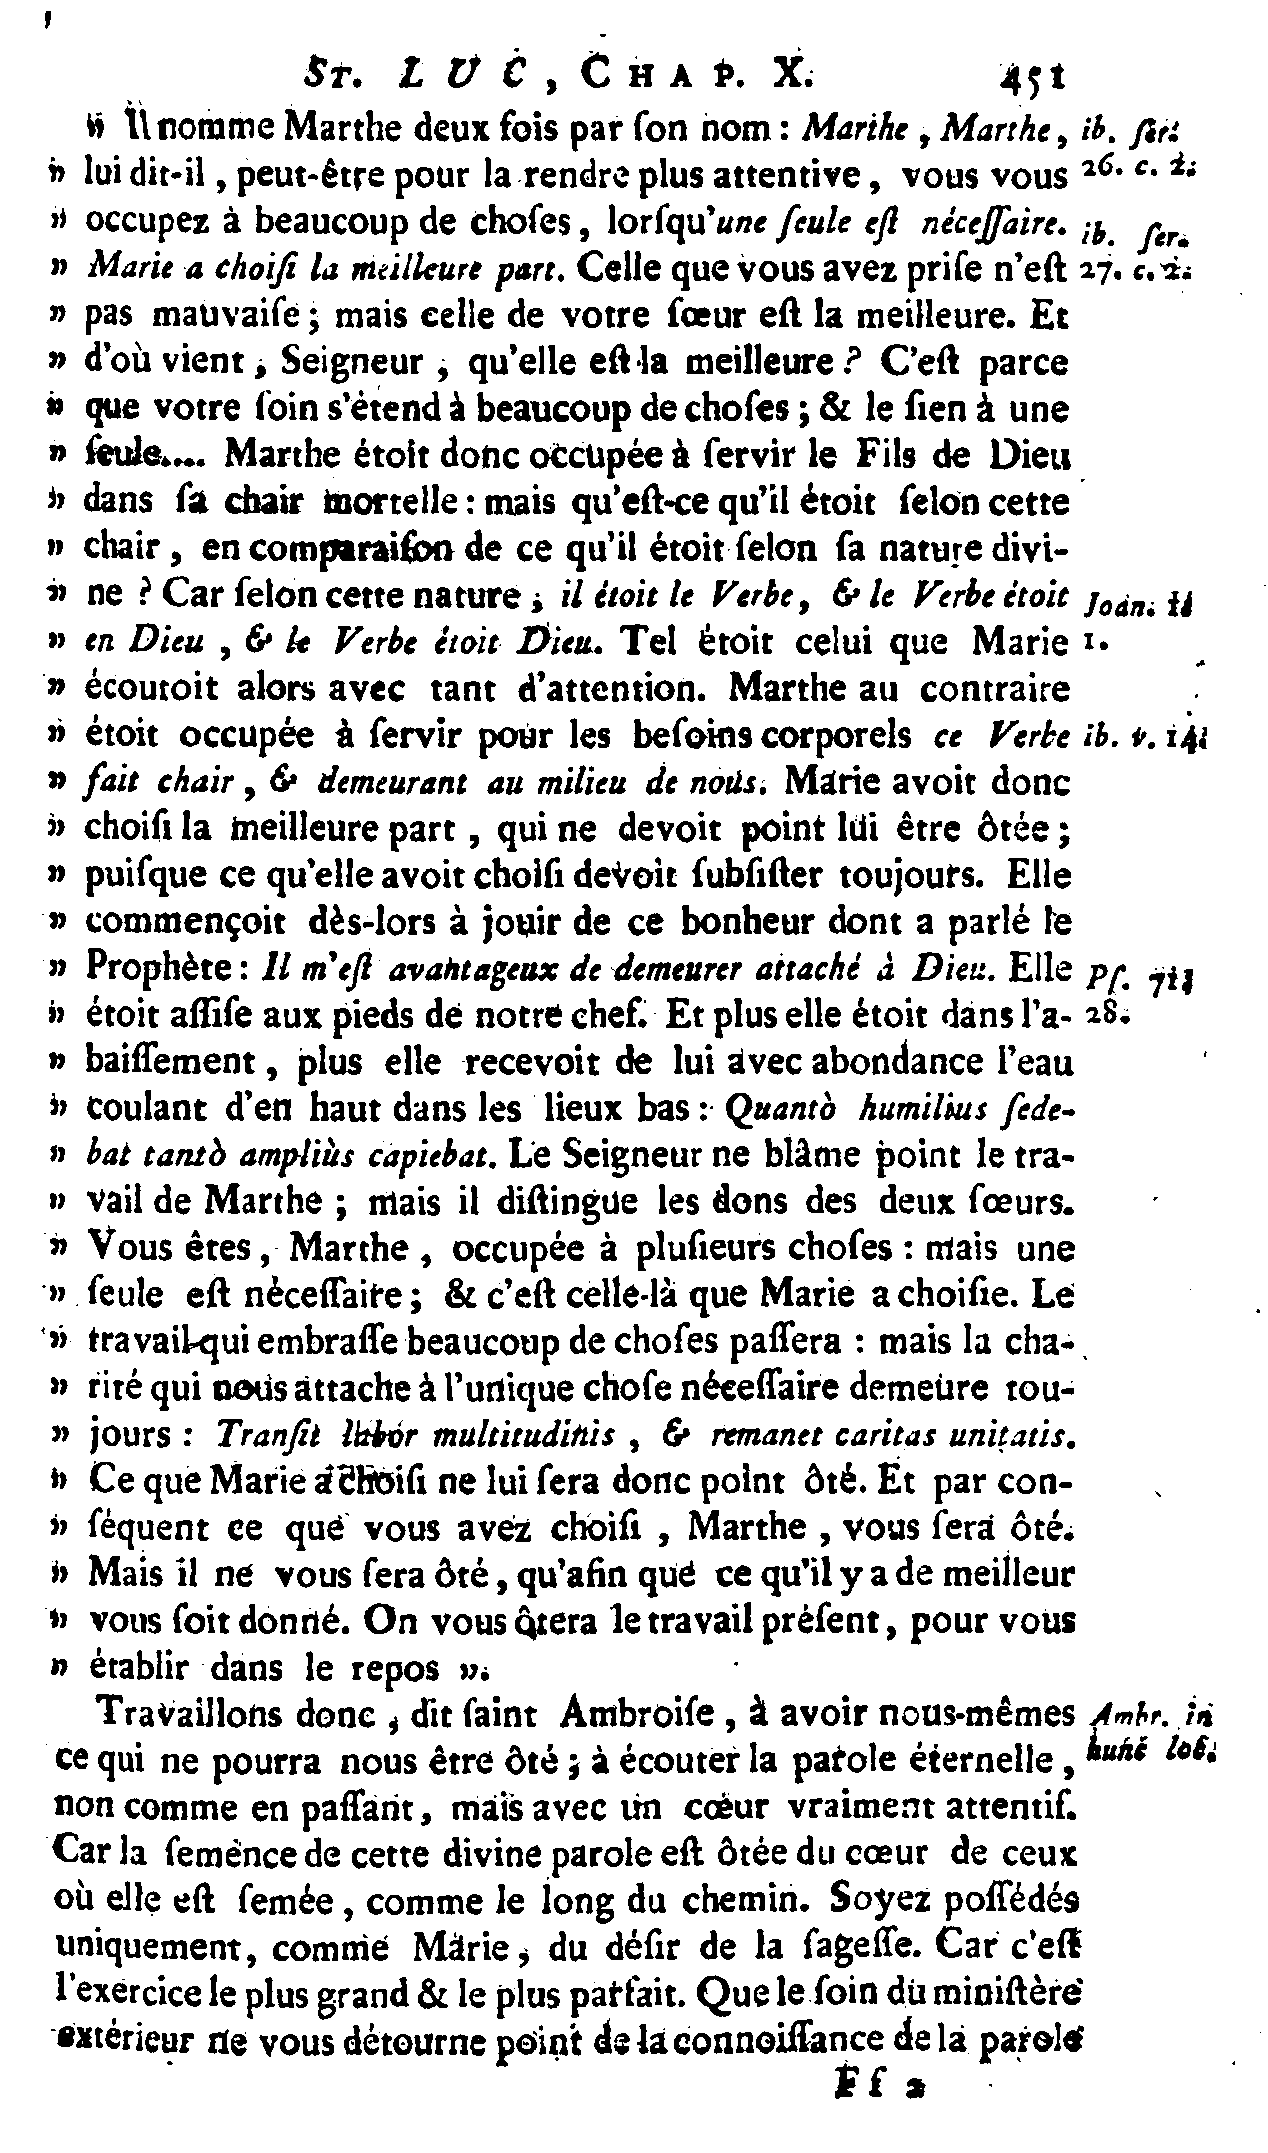 ST. LUC, CHAP. X. 451
» Il nomme Marthe deux fois par ſon nom : Marthe, Marthe, ib. ſer.
» lui dit-il, peut-être pour la rendre plus attentive, vous vous 26. c. 2.
» occupez à beaucoup de choſes, lorſqu'une ſeule eſt néceſſaire. ib. ſer.
» Marie a choiſi la meilleure part. Celle que vous avez priſe n'eſt 27. c. 2.
» pas mauvaiſe ; mais celle de votre ſœur eſt la meilleure. Et
» d'où vient, Seigneur, qu'elle eſt la meilleure ? C'eſt parce
» que votre ſoin s'étend à beaucoup de choſes ; & le ſien à une
» ſeule.... Marthe étoit donc occupée à ſervir le Fils de Dieu
» dans ſa chair mortelle : mais qu'eſt-ce qu'il étoit ſelon cette
» chair, en comparaiſon de ce qu'il étoit ſelon ſa nature divi-
» ne ? Car ſelon cette nature, il étoit le Verbe, & le Verbe étoit Joan. 1.
» en Dieu, & le Verbe étoit Dieu. Tel étoit celui que Marie 1.
» écoutoit alors avec tant d'attention. Marthe au contraire
» étoit occupée à ſervir pour les beſoins corporels ce Verbe ib. v. 14.
» fait chair, & demeurant au milieu de nous. Marie avoit donc
» choiſi la meilleure part, qui ne devoit point lui être ôtée ;
» puiſque ce qu'elle avoit choiſi devoit ſubſiſter toujours. Elle
» commençoit dès-lors à jouir de ce bonheur dont a parlé le
» Prophète : Il m'eſt avantageux de demeurer attaché à Dieu. Elle Pſ. 72.
» étoit aſſiſe aux pieds de notre chef. Et plus elle étoit dans l'a- 28.
» baiſſement, plus elle recevoit de lui avec abondance l'eau
» coulant d'en haut dans les lieux bas : Quantò humiliùs ſede-
» bat tantò ampliùs capiebat. Le Seigneur ne blâme point le tra-
» vail de Marthe ; mais il diſtingue les dons des deux ſœurs.
» Vous êtes, Marthe, occupée à pluſieurs choſes : mais une
» ſeule eſt néceſſaire ; & c'eſt celle-là que Marie a choiſie. Le
» travail qui embraſſe beaucoup de choſes paſſera : mais la cha-
» rité qui nous attache à l'unique choſe néceſſaire demeure tou-
» jours : Tranſit labor multitudinis, & remanet caritas unitatis.
» Ce que Marie a choiſi ne lui ſera donc point ôté. Et par con-
» ſéquent ce que vous avez choiſi, Marthe, vous ſera ôté.
» Mais il ne vous ſera ôté, qu'afin que ce qu'il y a de meilleur
» vous ſoit donné. On vous ôtera le travail préſent, pour vous
» établir dans le repos ».
Travaillons donc, dit ſaint Ambroiſe, à avoir nous-mêmes Ambr. in
ce qui ne pourra nous être ôté ; à écouter la parole éternelle, hunc loc.
non comme en paſſant, mais avec un cœur vraiment attentif.
Car la ſemence de cette divine parole eſt ôtée du cœur de ceux
où elle eſt ſemée, comme le long du chemin. Soyez poſſédés
uniquement, comme Marie, du déſir de la ſageſſe. Car c'eſt
l'exercice le plus grand & le plus parfait. Que le ſoin du miniſtère
extérieur ne vous détourne point de la connoiſſance de la parole
Ff 2